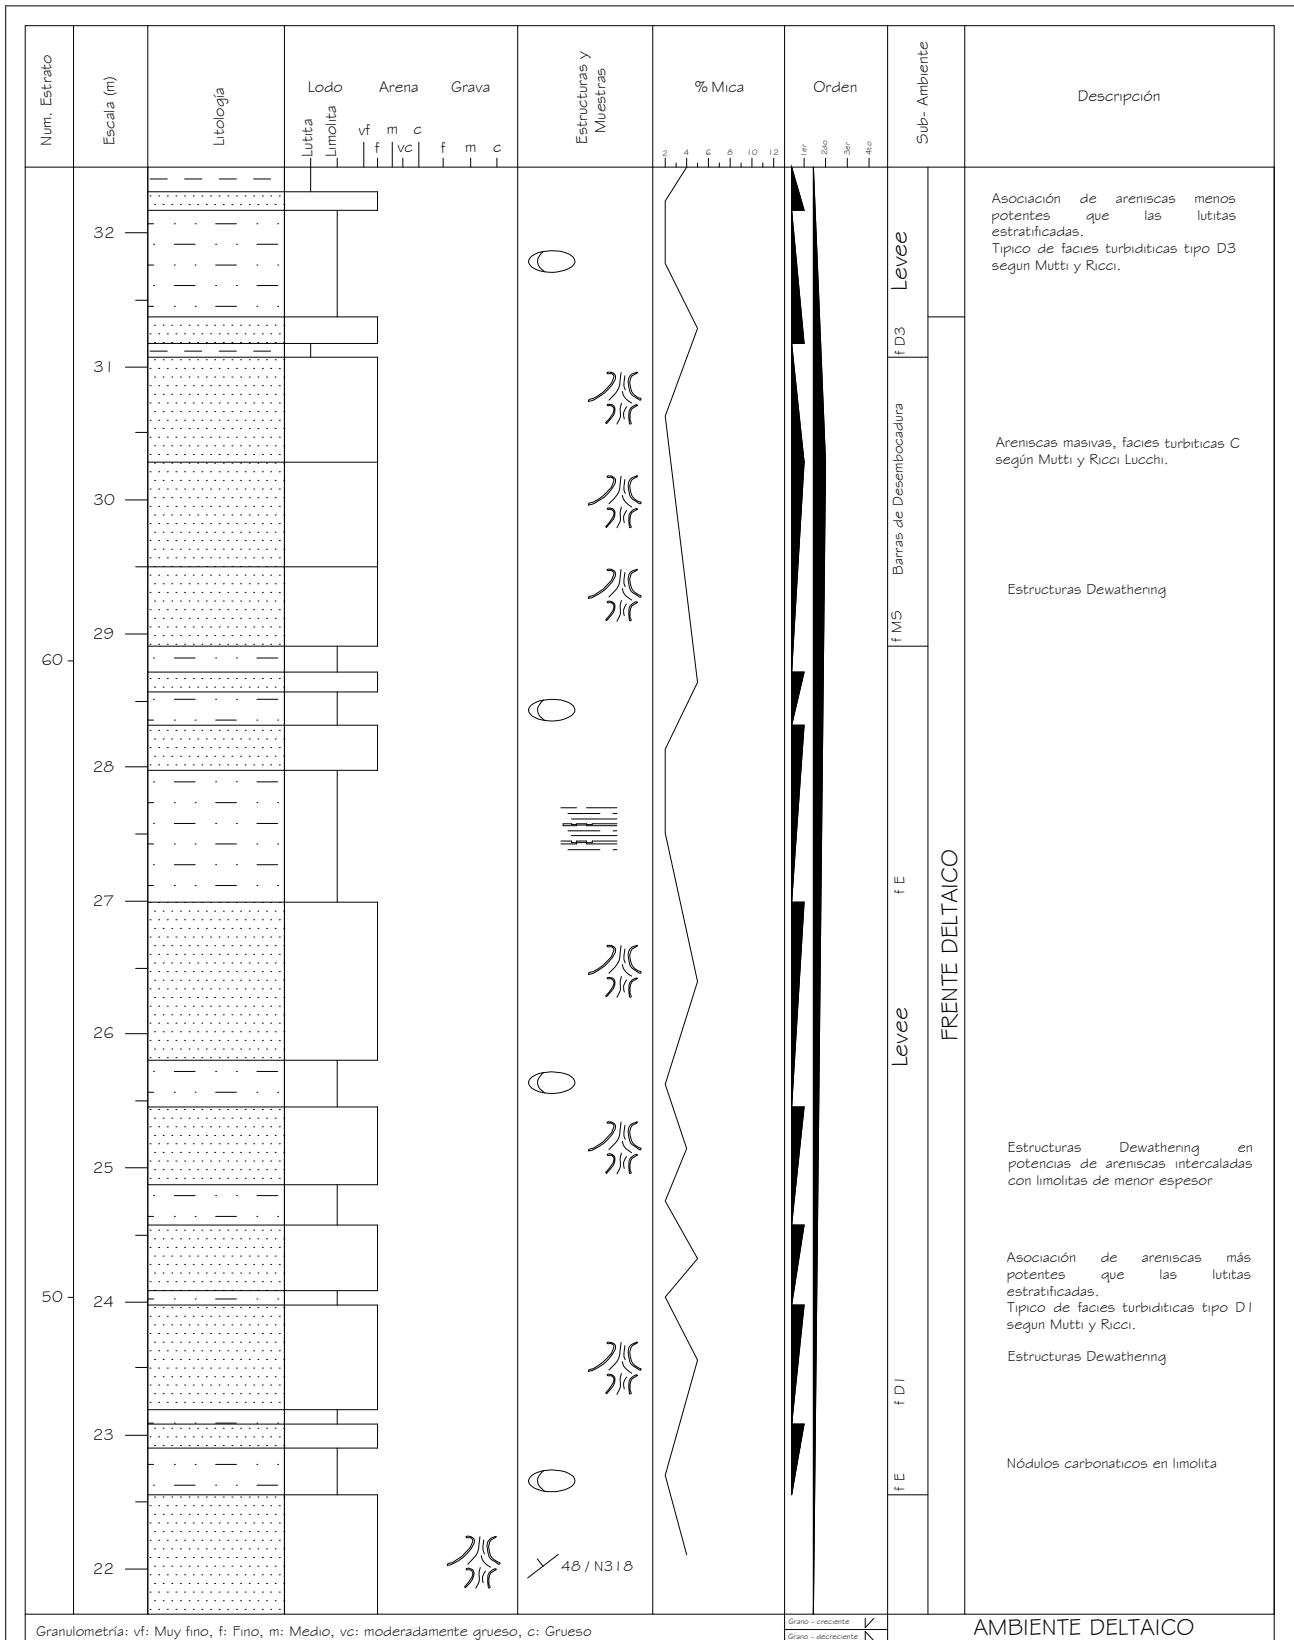 Num. Estrato
Escala (m)
Litología
Lodo
Arena
Grava
Lutita
Limolita
vf
f
m
vc
c
f
m
c
Estructuras y
Muestras
% Mica
2 4 6 8 10 12
Orden
1er 2do 3er 4to
Sub- Ambiente
Descripción
32
31
30
29
60
28
27
26
25
50
24
23
22
48 / N318
Levee
f D3
Barras de Desembocadura
f MS
f E
Levee
f D1
f E
FRENTE DELTAICO
Asociación de areniscas menos
potentes que las lutitas
estratificadas.
Tipico de facies turbiditicas tipo D3
segun Mutti y Ricci.
Areniscas masivas, facies turbiticas C
según Mutti y Ricci Lucchi.
Estructuras Dewathering
Estructuras Dewathering en
potencias de areniscas intercaladas
con limolitas de menor espesor
Asociación de areniscas más
potentes que las lutitas
estratificadas.
Tipico de facies turbiditicas tipo D1
segun Mutti y Ricci.
Estructuras Dewathering
Nódulos carbonaticos en limolita
Granulometría: vf: Muy fino, f: Fino, m: Medio, vc: moderadamente grueso, c: Grueso
Grano - creciente
Grano - decreciente
AMBIENTE DELTAICO